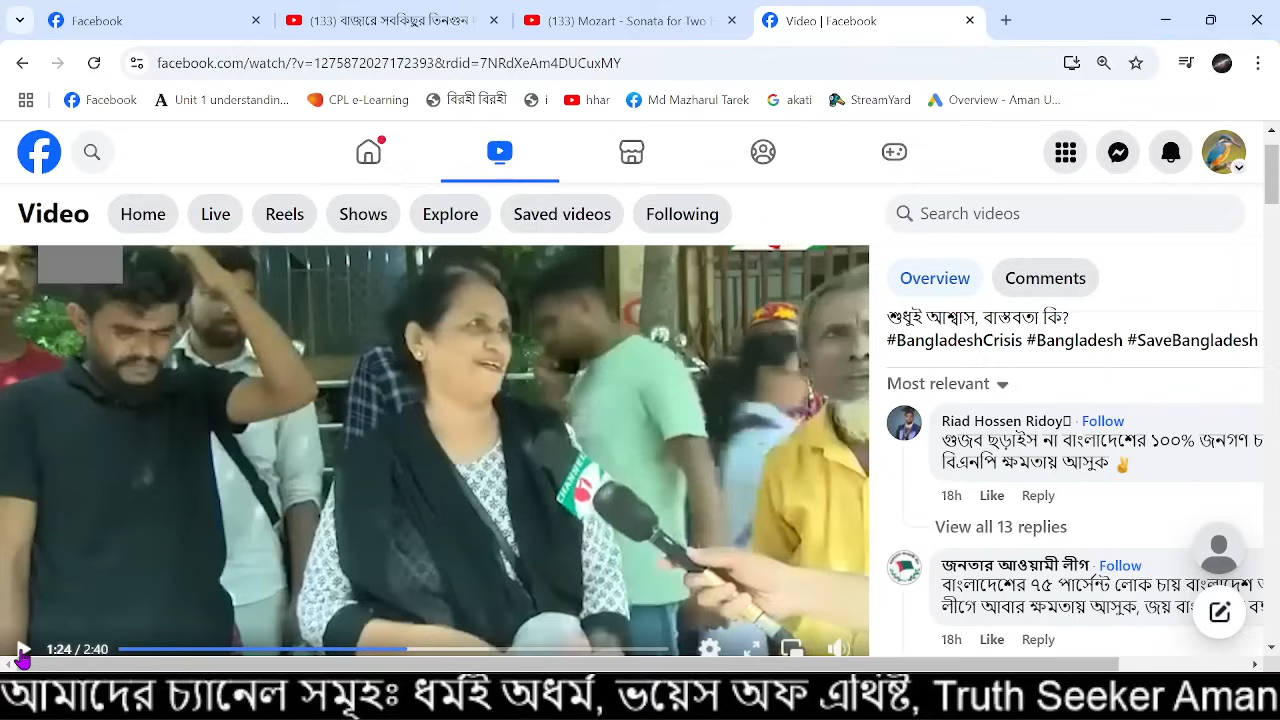 Facebook
(133) বাজারে সবকিছুর তিনগুন
(133) Mozart - Sonata for Two
Video | Facebook
facebook.com/watch/?v=1275872027172393&rdid=7NRdXeAm4DUCuxMY
Facebook
Unit 1 understandin...
CPL e-Learning
বিরহী বিরহী
i
hhar
Md Mazharul Tarek
akati
StreamYard
Overview - Aman U...
Video
Home
Live
Reels
Shows
Explore
Saved videos
Following
Search videos
Overview
Comments
শুধুই আশ্বাস, বাস্তবতা কি?
#BangladeshCrisis #Bangladesh #SaveBangladesh
Most relevant
Riad Hossen Ridoy · Follow
গুজব ছড়াইস না বাংলাদেশের ১০০% জনগণ চ
বিএনপি ক্ষমতায় আসুক ✌
18h Like Reply
View all 13 replies
জনতার আওয়ামী লীগ · Follow
বাংলাদেশের ৭৫ পার্সেন্ট লোক চায় বাংলাদেশ
লীগে আবার ক্ষমতায় আসুক, জয়
18h Like Reply
CHANNEL
1:24 / 2:40
আমাদের চ্যানেল সমূহঃ ধর্মই অধর্ম, ভয়েস অফ এথিষ্ট, Truth Seeker Aman